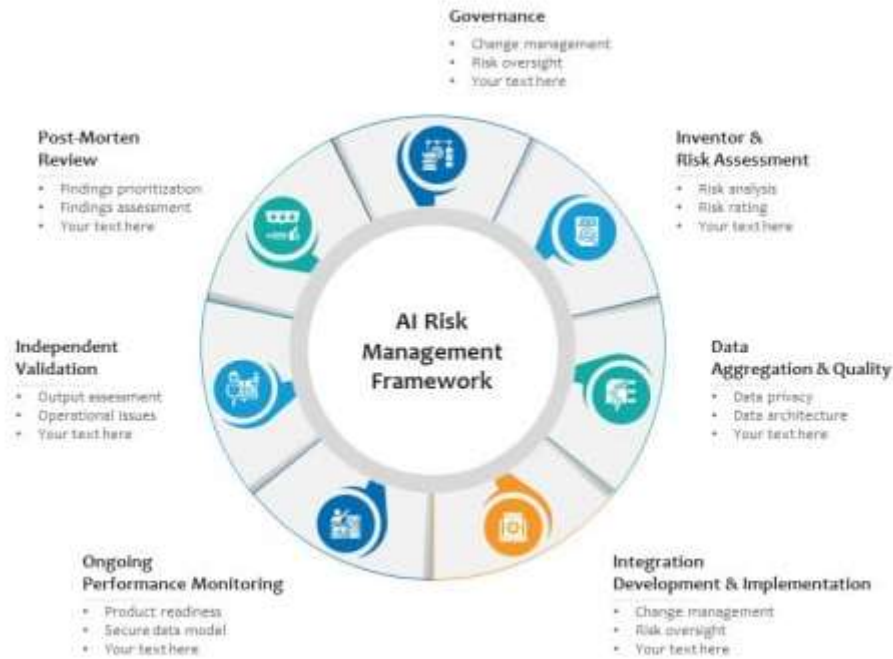 Governance
• Change management
• Risk oversight
• Your text here
Post-Morten
Review
• Findings prioritization
• Findings assessment
• Your text here
Inventor &
Risk Assessment
• Risk analysis
• Risk rating
• Your text here
AI Risk
Management
Framework
Independent
Validation
• Output assessment
• Operational issues
• Your text here
Data
Aggregation & Quality
• Data privacy
• Data architecture
• Your text here
Ongoing
Performance Monitoring
• Product readiness
• Secure data model
• Your text here
Integration
Development & Implementation
• Change management
• Risk oversight
• Your text here